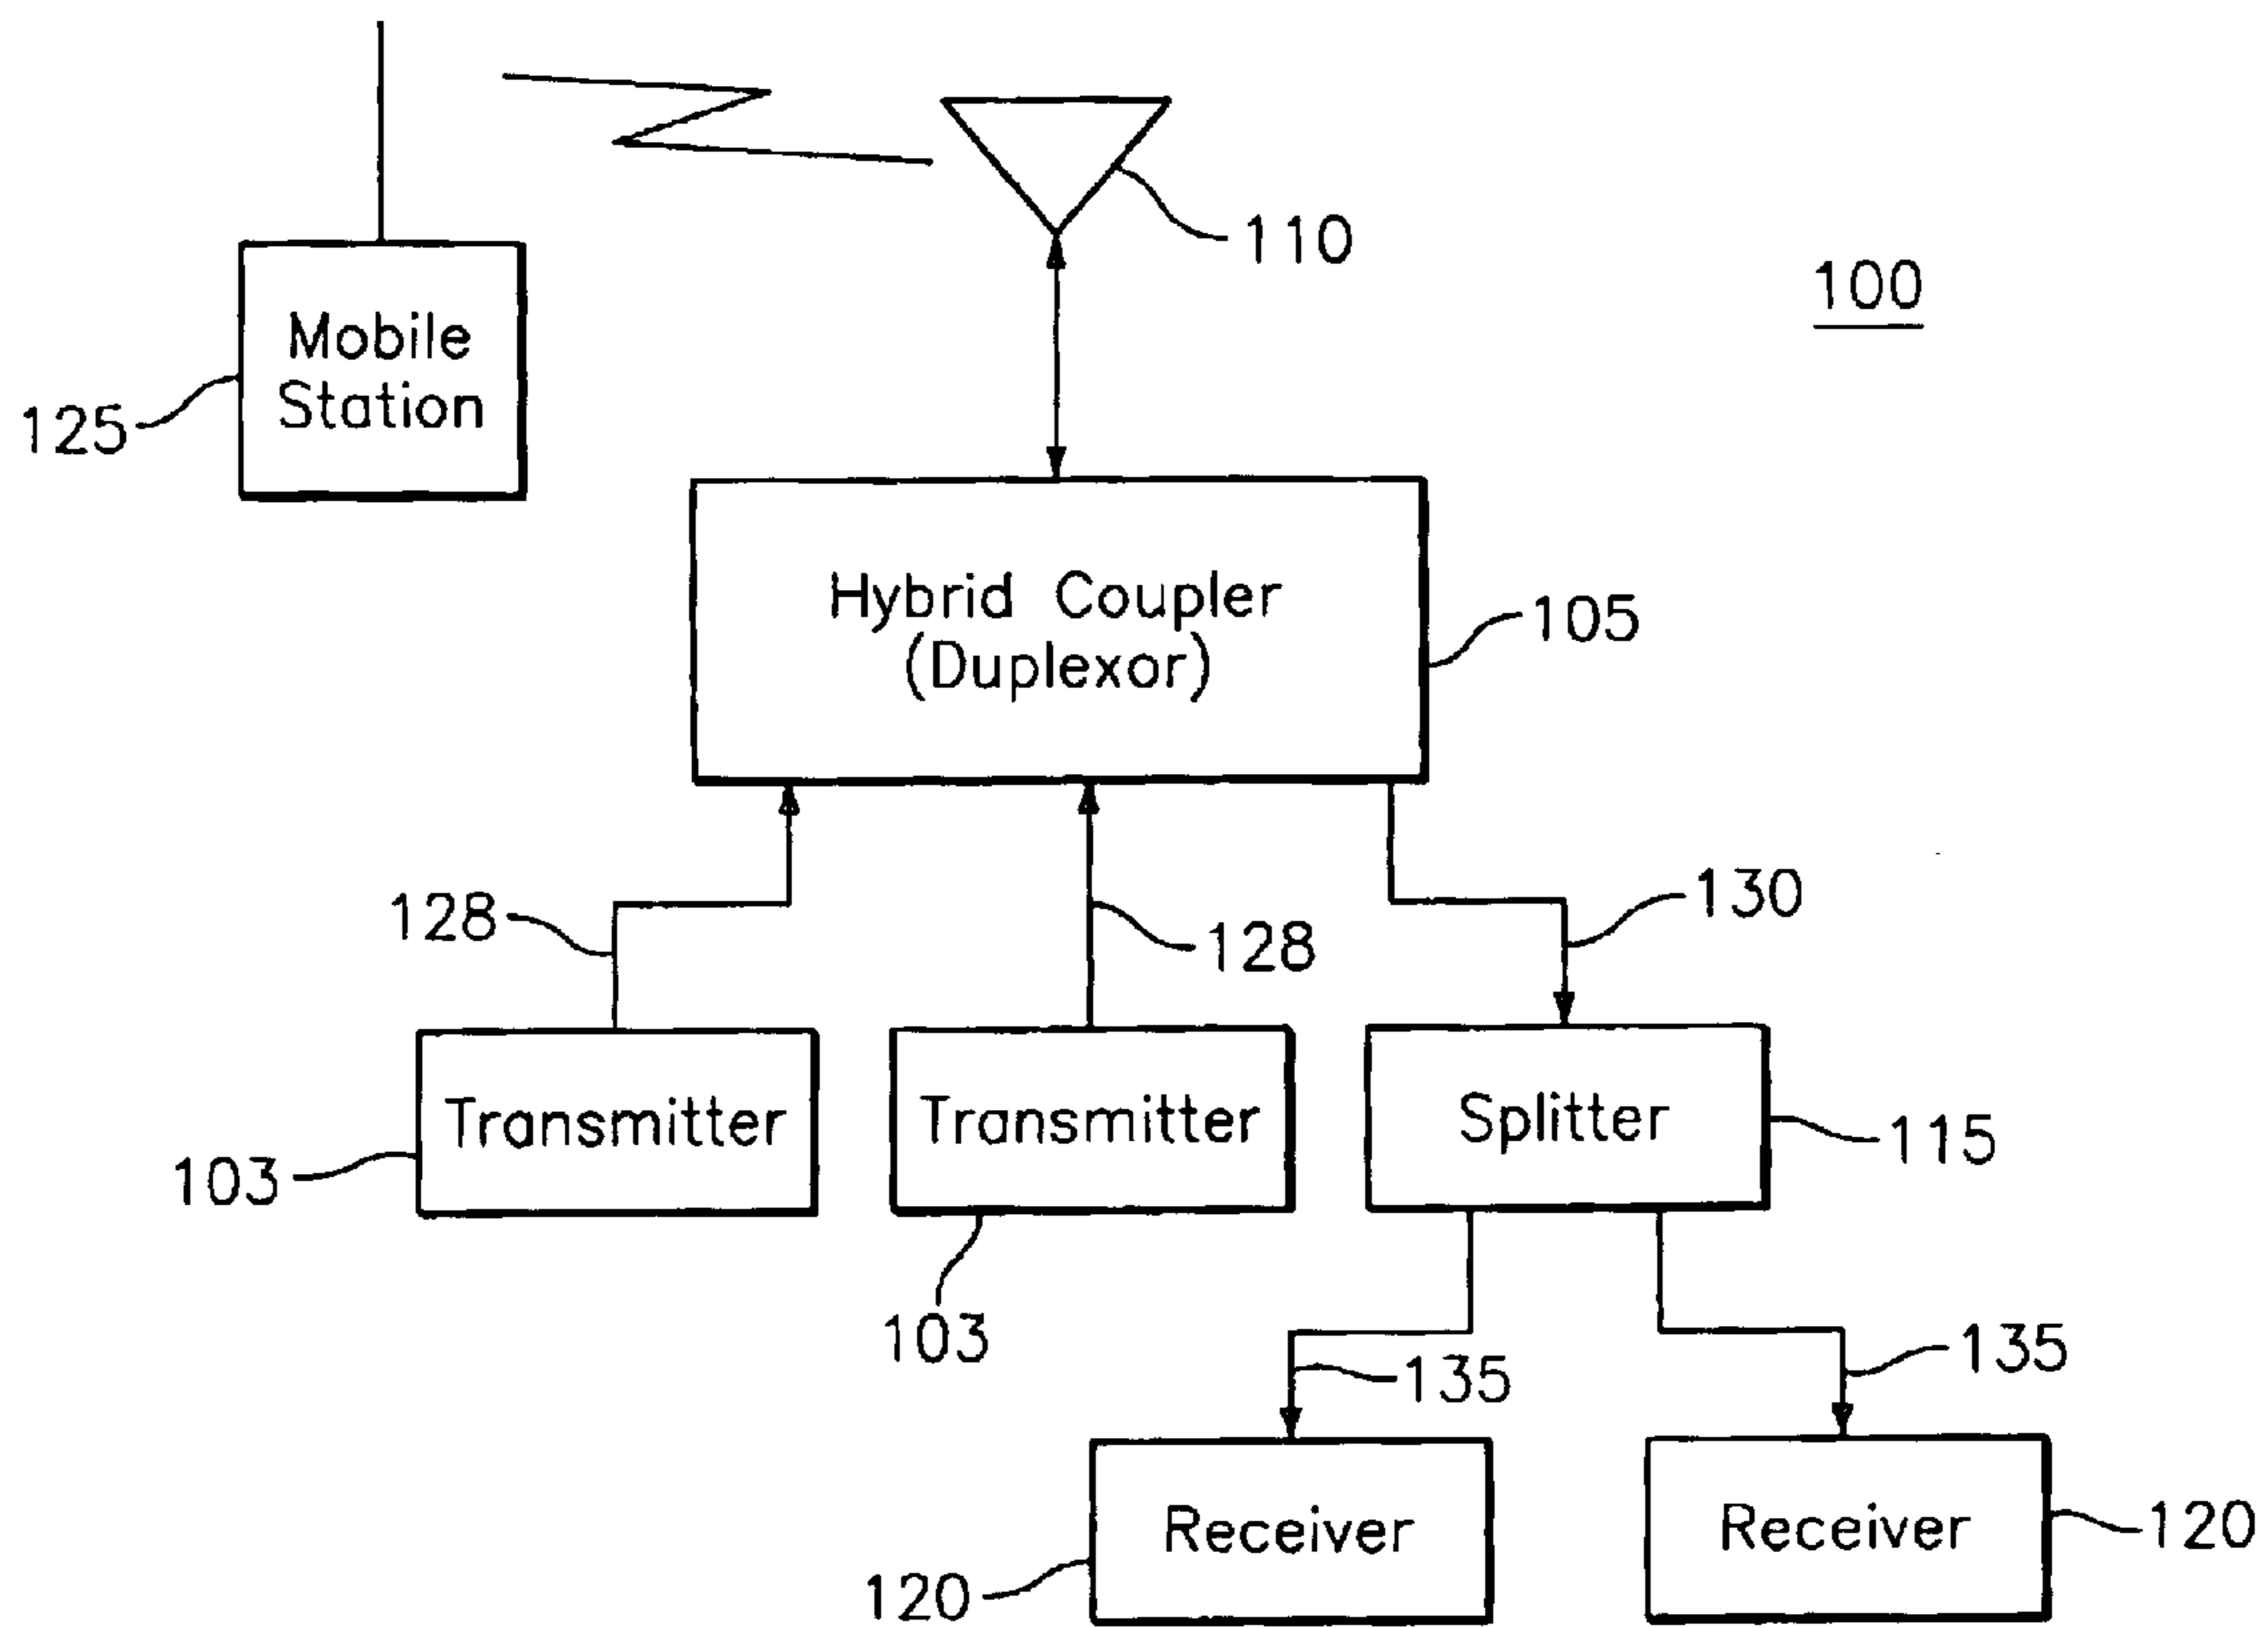 110
100
Mobile
Station
125
Hybrid Coupler
(Duplexor)
105
128
128
130
Transmitter
103
Transmitter
103
Splitter
115
135
135
Receiver
120
Receiver
120